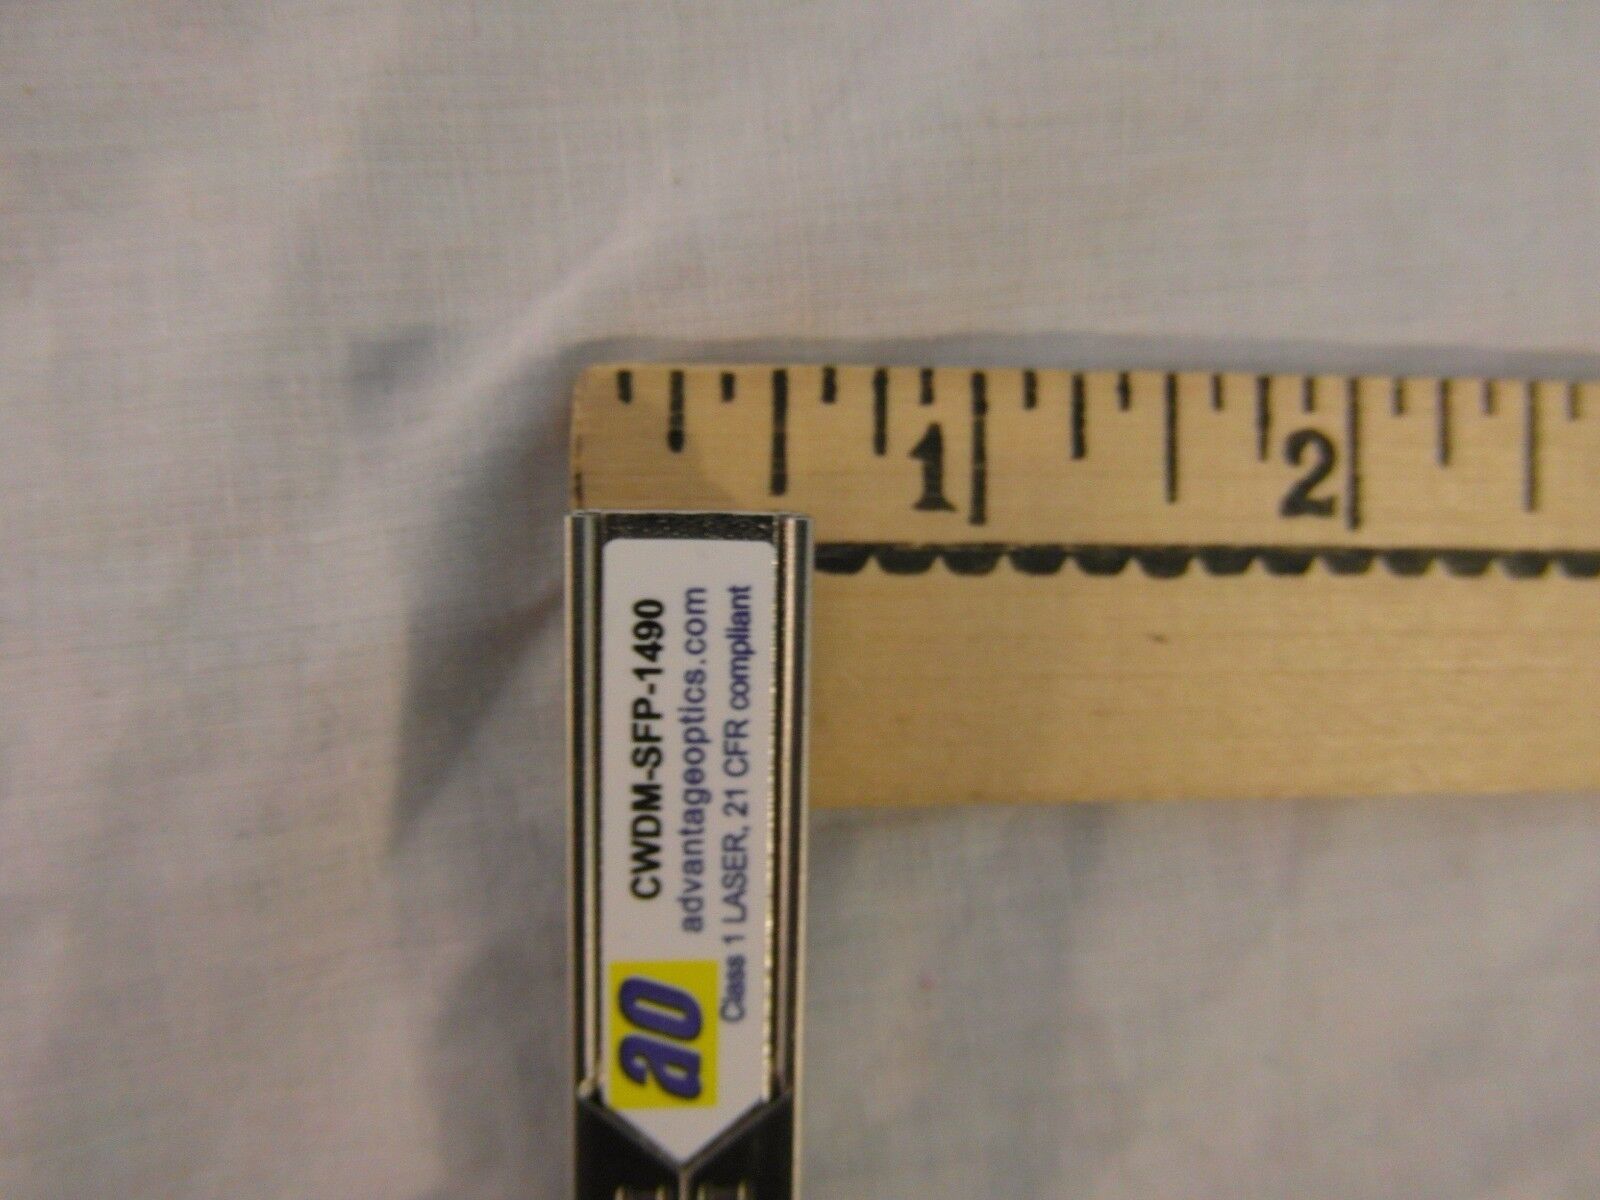 1 2
CWDM-SFP-1490
advantageoptics.com
Class 1 LASER, 21 CFR compliant
ao